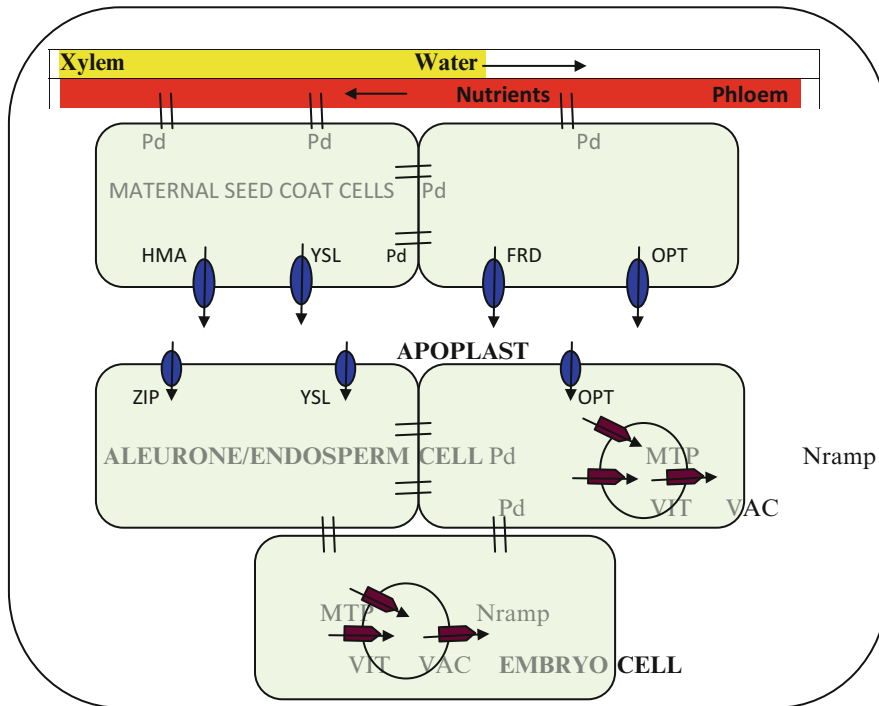 Xylem Water
Nutrients Phloem
Pd Pd Pd
MATERNAL SEED COAT CELLS Pd
HMA YSL Pd FRD OPT
APOPLAST
ZIP YSL OPT
ALEURONE/ENDOSPERM CELL Pd MTP Nramp
Pd VIT VAC
MTP Nramp
VIT VAC EMBRYO CELL